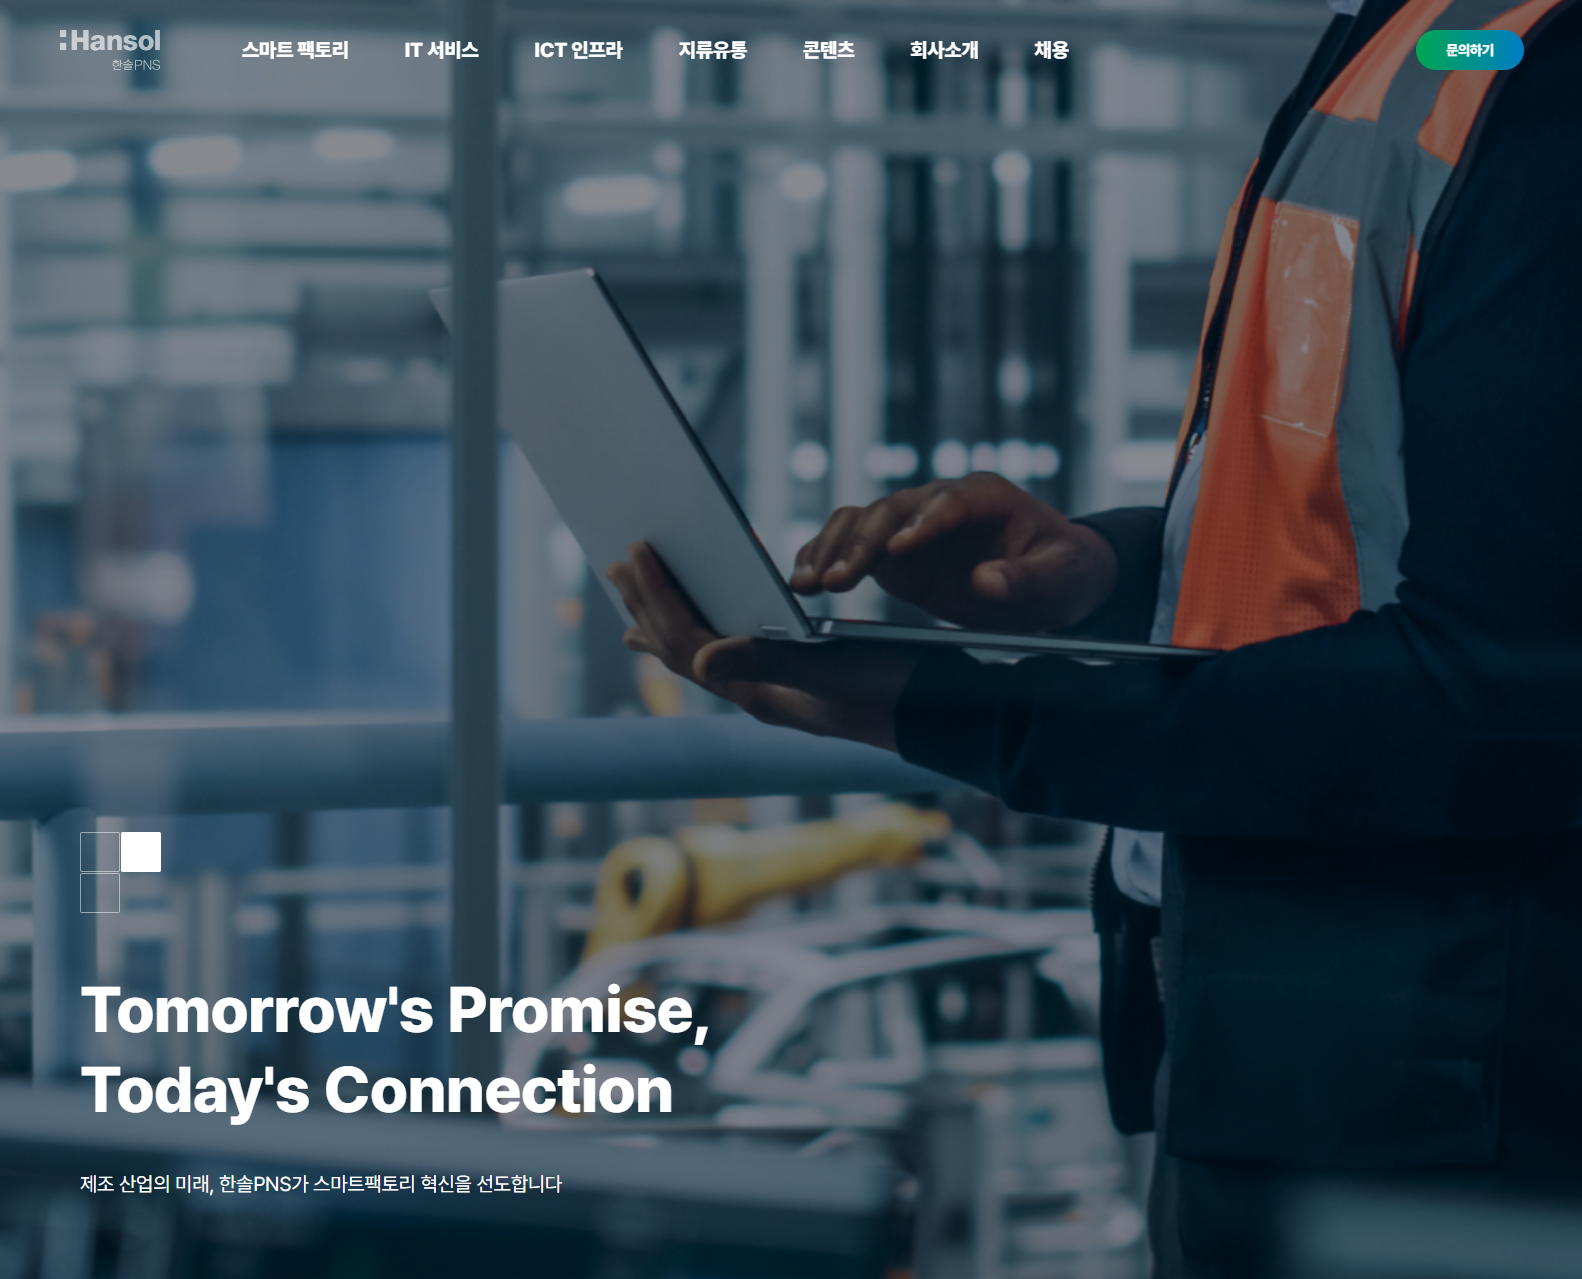 Hansol
한솔PNS
스마트 팩토리 IT 서비스 ICT 인프라 지류유통 콘텐츠 회사소개 채용 문의하기
Tomorrow's Promise,
Today's Connection
제조 산업의 미래, 한솔PNS가 스마트팩토리 혁신을 선도합니다